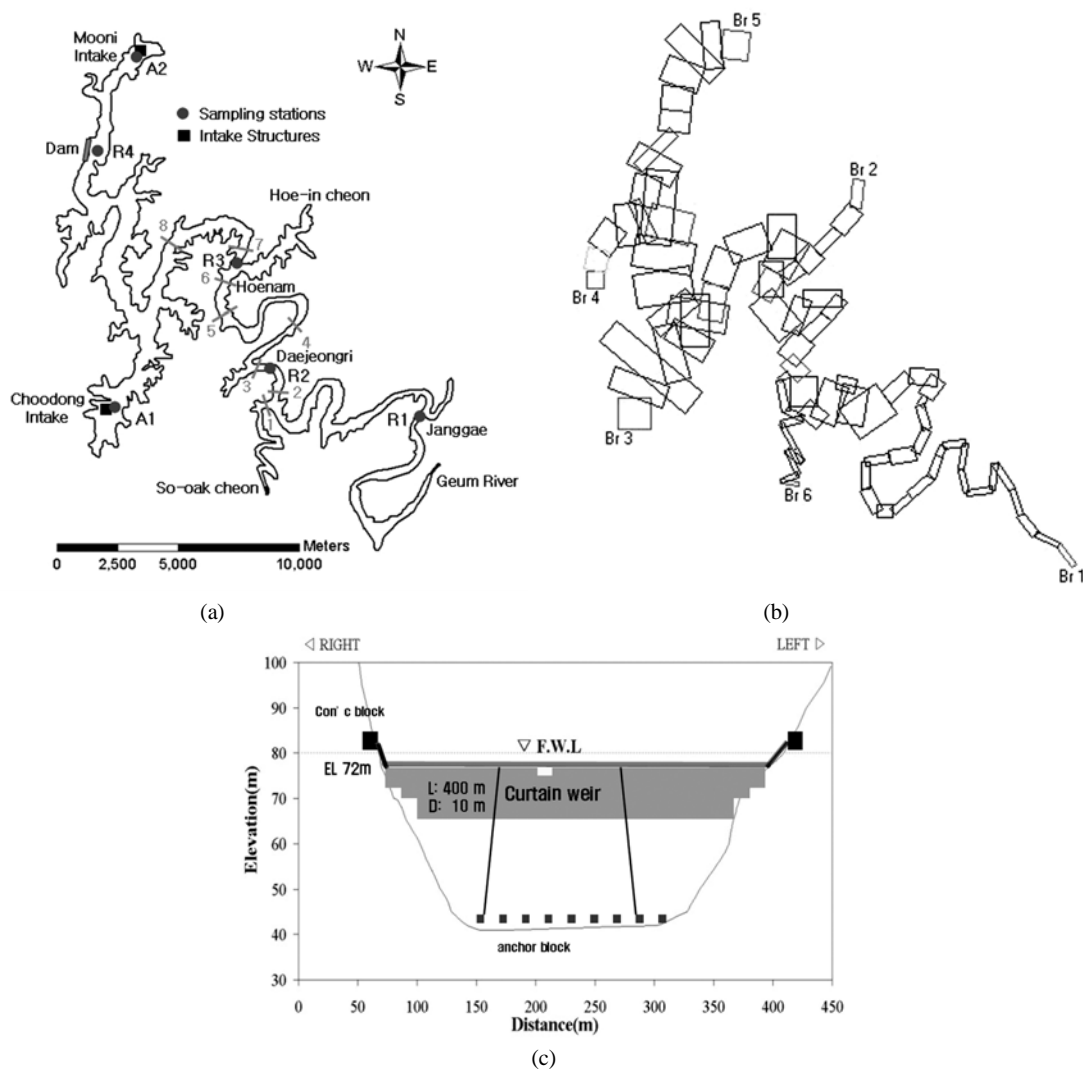 Mooni
Intake
A2
N
W E
S
Sampling stations
Intake Structures
Dam
R4
Hoe-in cheon
8
7
R3
6
Hoenam
5
4
Daejeongri
R2
3
2
Choodong
Intake
A1
1
R1
Janggae
So-oak cheon
Geum River
Meters
0 2,500 5,000 10,000
(a)
Br 5
Br 2
Br 4
Br 3
Br 6
Br 1
(b)
◁ RIGHT
LEFT ▷
100
90
80
70
60
50
40
30
Elevation(m)
Con' c block
▽ F.W.L
EL 72m
L: 400 m
D: 10 m
Curtain weir
anchor block
0 50 100 150 200 250 300 350 400 450
Distance(m)
(c)